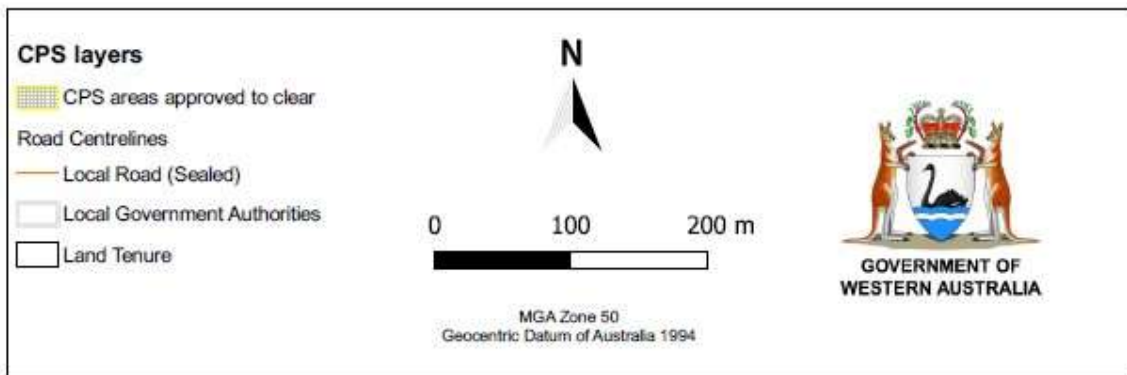 CPS layers
CPS areas approved to clear
Road Centrelines
Local Road (Sealed)
Local Government Authorities
Land Tenure
N
0 100 200 m
MGA Zone 50
Geocentric Datum of Australia 1994
GOVERNMENT OF
WESTERN AUSTRALIA